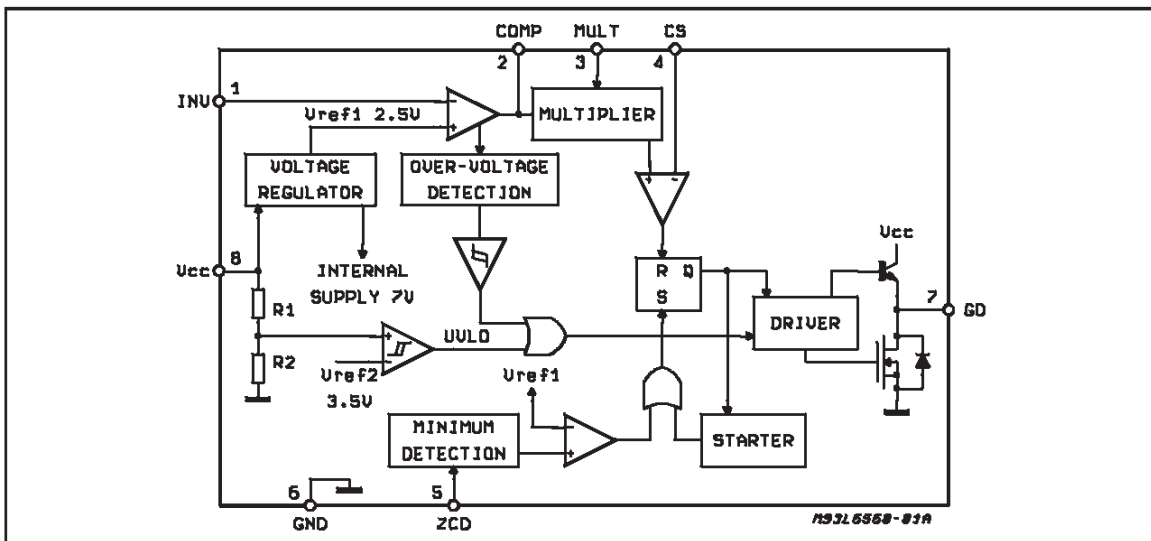 COMP MULT CS
2 3 4
1
INV
Vref1 2.5V
MULTIPLIER
- +
+ -
VOLTAGE
REGULATOR
OVER-VOLTAGE
DETECTION
8
Vcc
INTERNAL
SUPPLY 7V
R Q
S
Vcc
7
GD
DRIVER
R1
R2
+ -
UVLO
Vref2
3.5V
Vref1
MINIMUM
DETECTION
- +
STARTER
6
GND
5
ZCD